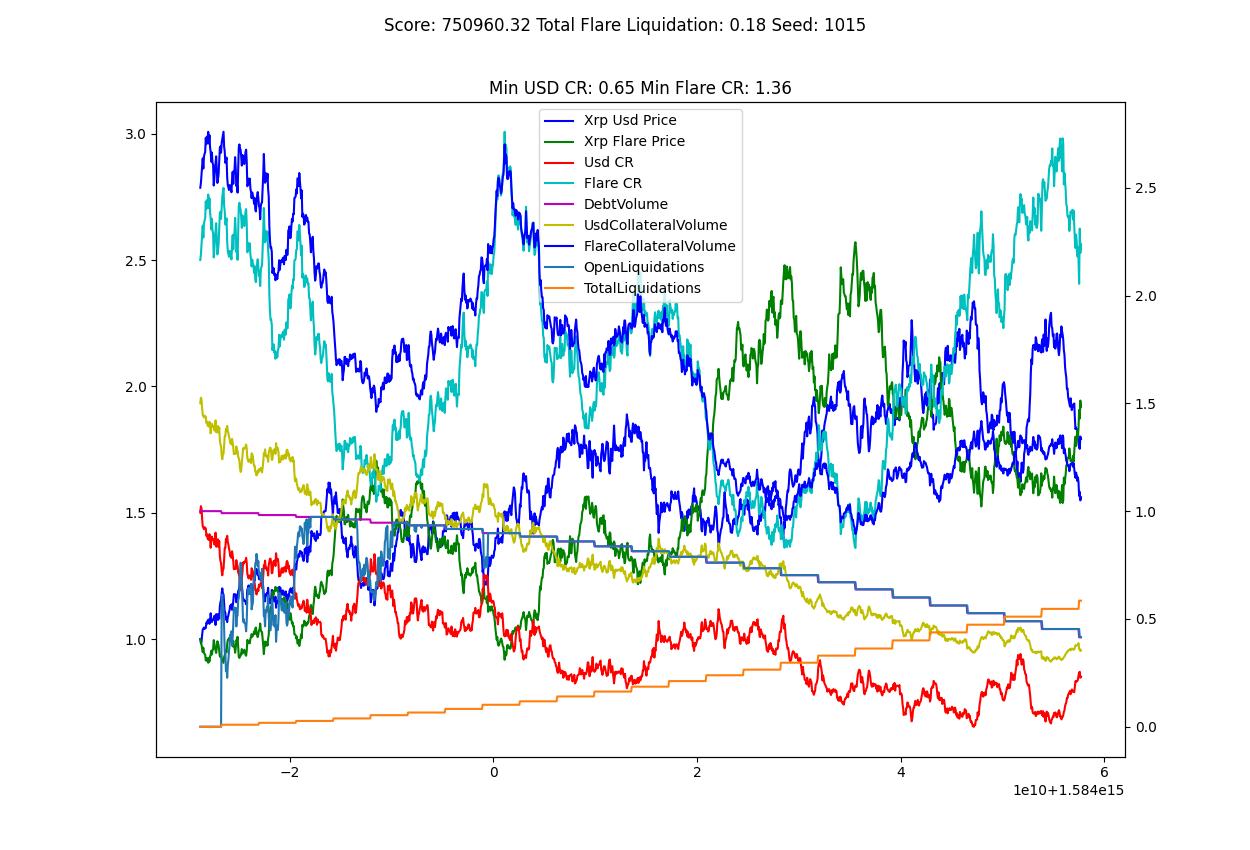 Score: 750960.32 Total Flare Liquidation: 0.18 Seed: 1015
Min USD CR: 0.65 Min Flare CR: 1.36
Xrp Usd Price
Xrp Flare Price
Usd CR
Flare CR
DebtVolume
UsdCollateralVolume
FlareCollateralVolume
OpenLiquidations
TotalLiquidations
3.0
2.5
2.0
1.5
1.0
2.5
2.0
1.5
1.0
0.5
0.0
−2
0
2
4
6
1e10+1.584e15